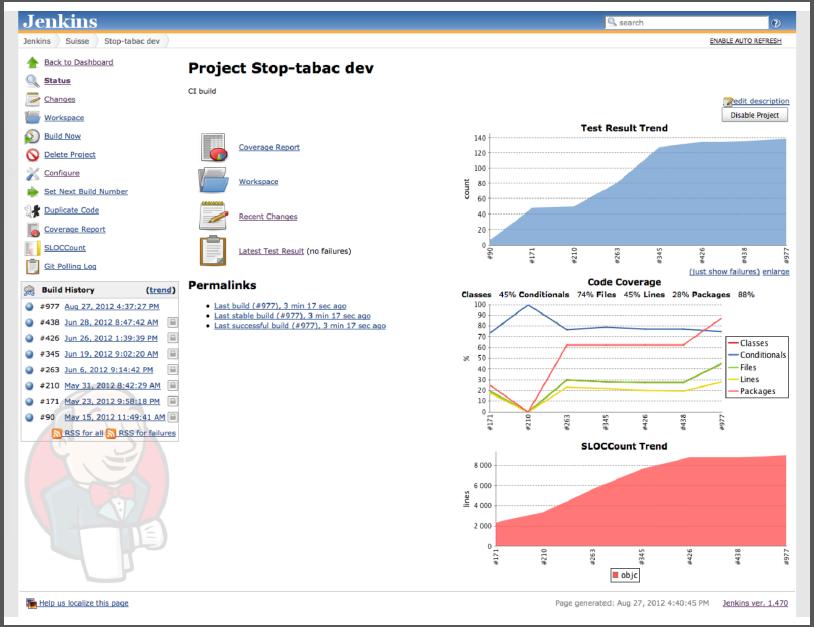 Jenkins
search
Jenkins Suisse Stop-tabac dev
ENABLE AUTO REFRESH
Back to Dashboard
Status
Changes
Workspace
Build Now
Delete Project
Configure
Set Next Build Number
Duplicate Code
Coverage Report
SLOCCount
Git Polling Log
Build History (trend)
#977 Aug 27, 2012 4:37:27 PM
#438 Jun 28, 2012 8:47:42 AM
#426 Jun 26, 2012 1:39:39 PM
#345 Jun 19, 2012 9:02:20 AM
#263 Jun 6, 2012 9:14:42 PM
#210 May 31, 2012 8:42:29 AM
#171 May 23, 2012 9:58:18 PM
#90 May 15, 2012 11:49:41 AM
RSS for all RSS for failures
Project Stop-tabac dev
CI build
edit description
Disable Project
Coverage Report
Workspace
Recent Changes
Latest Test Result (no failures)
Permalinks
Last build (#977), 3 min 17 sec ago
Last stable build (#977), 3 min 17 sec ago
Last successful build (#977), 3 min 17 sec ago
Test Result Trend
count
140
120
100
80
60
40
20
0
#90 #171 #210 #263 #345 #426 #438 #977
(just show failures) enlarge
Code Coverage
Classes 45% Conditionals 74% Files 45% Lines 28% Packages 88%
%
100
90
80
70
60
50
40
30
20
10
0
#171 #210 #263 #345 #426 #438 #977
Classes
Conditionals
Files
Lines
Packages
SLOCCount Trend
lines
8 000
6 000
4 000
2 000
0
#171 #210 #263 #345 #426 #438 #977
objc
Help us localize this page
Page generated: Aug 27, 2012 4:40:45 PM Jenkins ver. 1.470